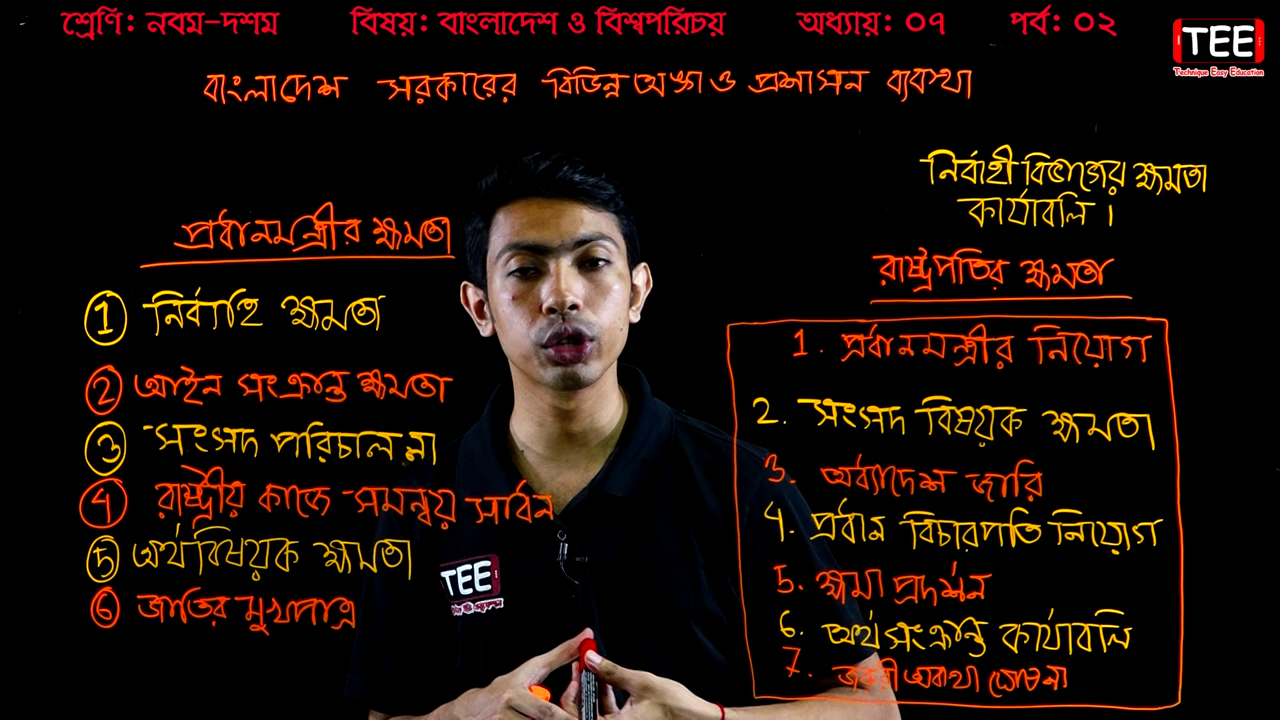 শ্রেণি: নবম-দশম বিষয়: বাংলাদেশ ও বিশ্বপরিচয় অধ্যায়: ০৭ পর্ব: ০২
TEE
Technique Easy Education
বাংলাদেশ সরকারের বিভিন্ন অঙ্গ ও প্রশাসন ব্যবস্থা
নির্বাহী বিভাগের ক্ষমতা
কার্যাবলি।
প্রধানমন্ত্রীর ক্ষমতা
1 নির্বাহি ক্ষমতা
2 আইন সংক্রান্ত ক্ষমতা
3 সংসদ পরিচালনা
4 রাষ্ট্রীয় কাজে সমন্বয় সাধন
5 অর্থ বিষয়ক ক্ষমতা
6 জাতির মুখপাত্র
রাষ্ট্রপতির ক্ষমতা
1. প্রধানমন্ত্রীর নিয়োগ
2. সংসদ বিষয়ক ক্ষমতা
3. অধ্যাদেশ জারি
4. প্রধান বিচারপতি নিয়োগ
5. ক্ষমা প্রদর্শন
6. অর্থ সংক্রান্ত কার্যাবলি
7. জরুরী অবস্থা ঘোচনা
TEE